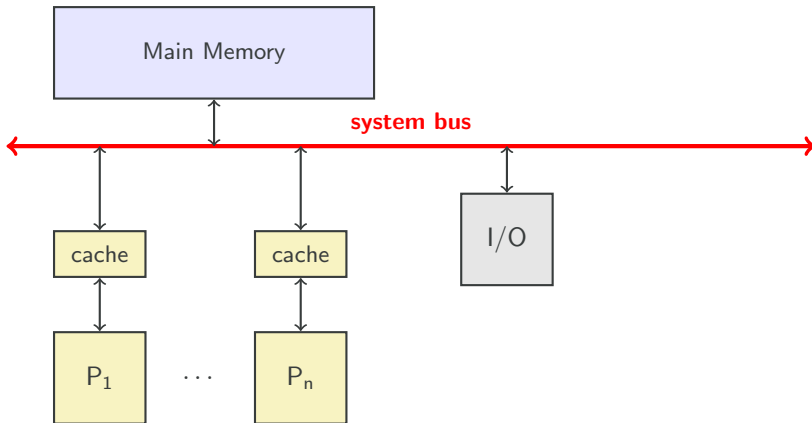 Main Memory
system bus
I/O
cache
cache
P₁
...
Pₙ